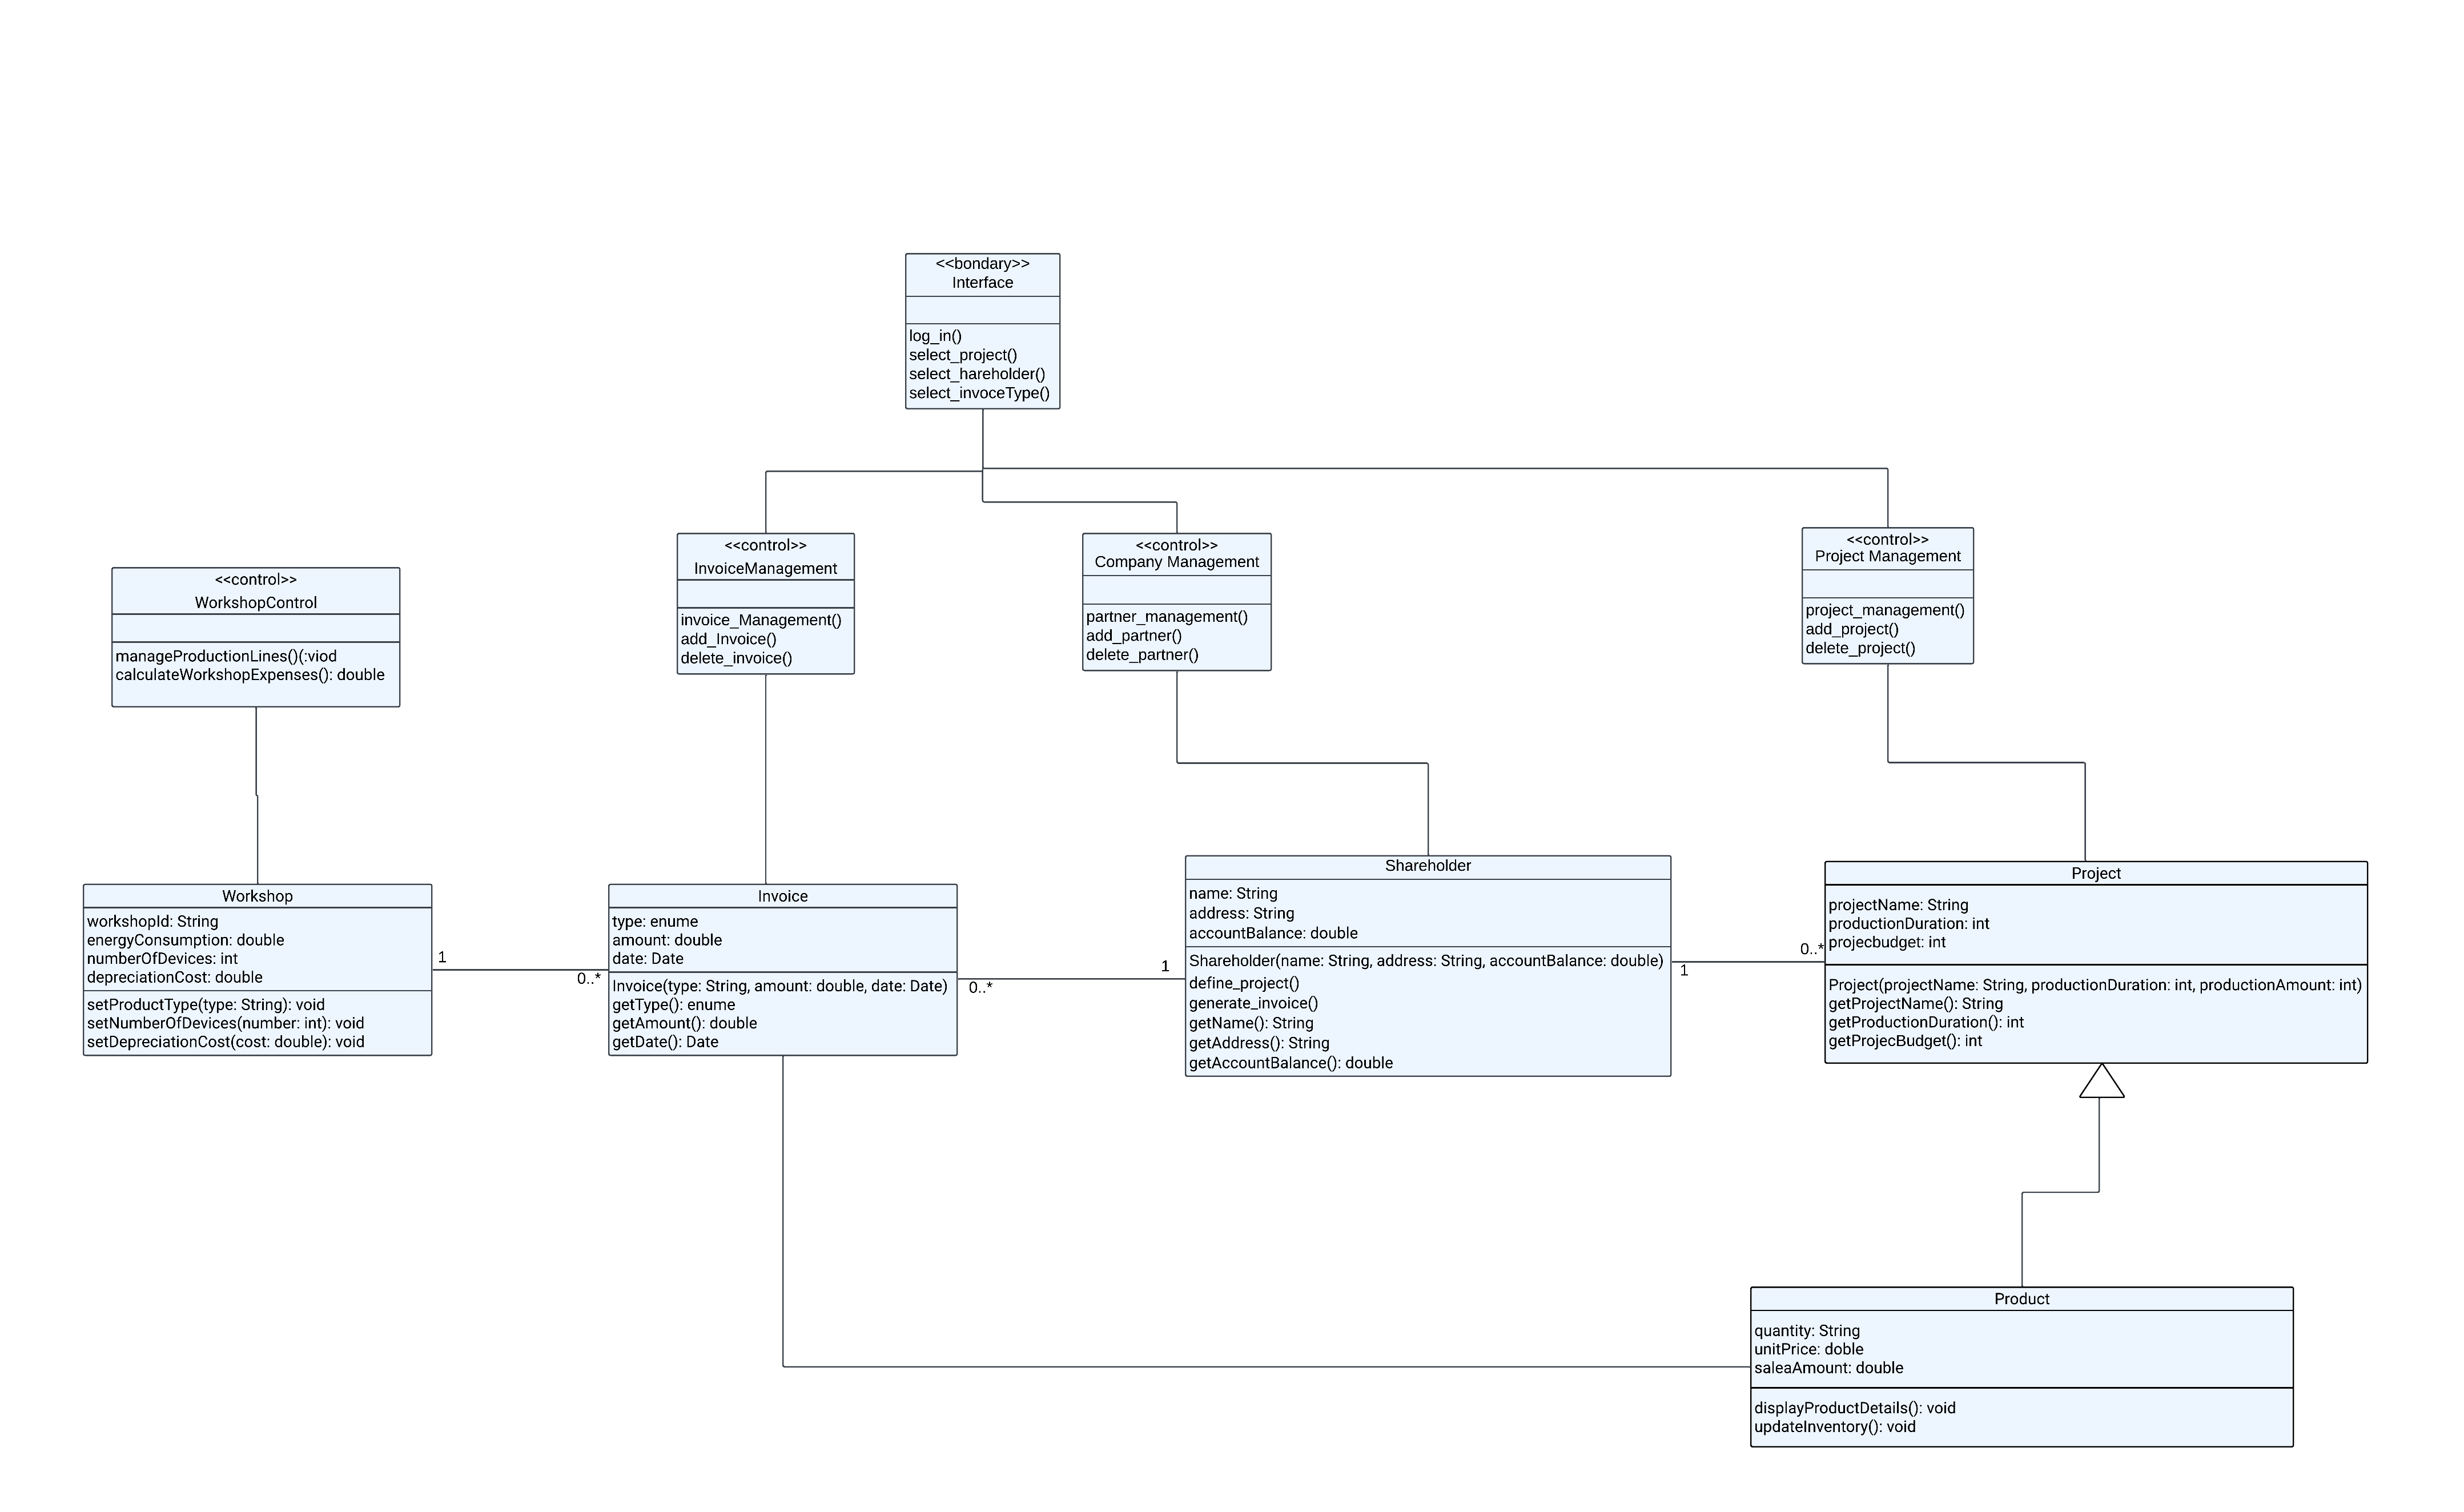 <<bondary>>
Interface
log_in()
select_project()
select_hareholder()
select_invoceType()
<<control>>
WorkshopControl
manageProductionLines()(:viod
calculateWorkshopExpenses(): double
<<control>>
InvoiceManagement
invoice_Management()
add_Invoice()
delete_invoice()
<<control>>
Company Management
partner_management()
add_partner()
delete_partner()
<<control>>
Project Management
project_management()
add_project()
delete_project()
Workshop
workshopId: String
energyConsumption: double
numberOfDevices: int
depreciationCost: double
setProductType(type: String): void
setNumberOfDevices(number: int): void
setDepreciationCost(cost: double): void
1
0..*
Invoice
type: enume
amount: double
date: Date
Invoice(type: String, amount: double, date: Date)
getType(): enume
getAmount(): double
getDate(): Date
0..*
1
Shareholder
name: String
address: String
accountBalance: double
Shareholder(name: String, address: String, accountBalance: double)
define_project()
generate_invoice()
getName(): String
getAddress(): String
getAccountBalance(): double
1
0..*
Project
projectName: String
productionDuration: int
projecbudget: int
Project(projectName: String, productionDuration: int, productionAmount: int)
getProjectName(): String
getProductionDuration(): int
getProjecBudget(): int
Product
quantity: String
unitPrice: doble
saleaAmount: double
displayProductDetails(): void
updateInventory(): void